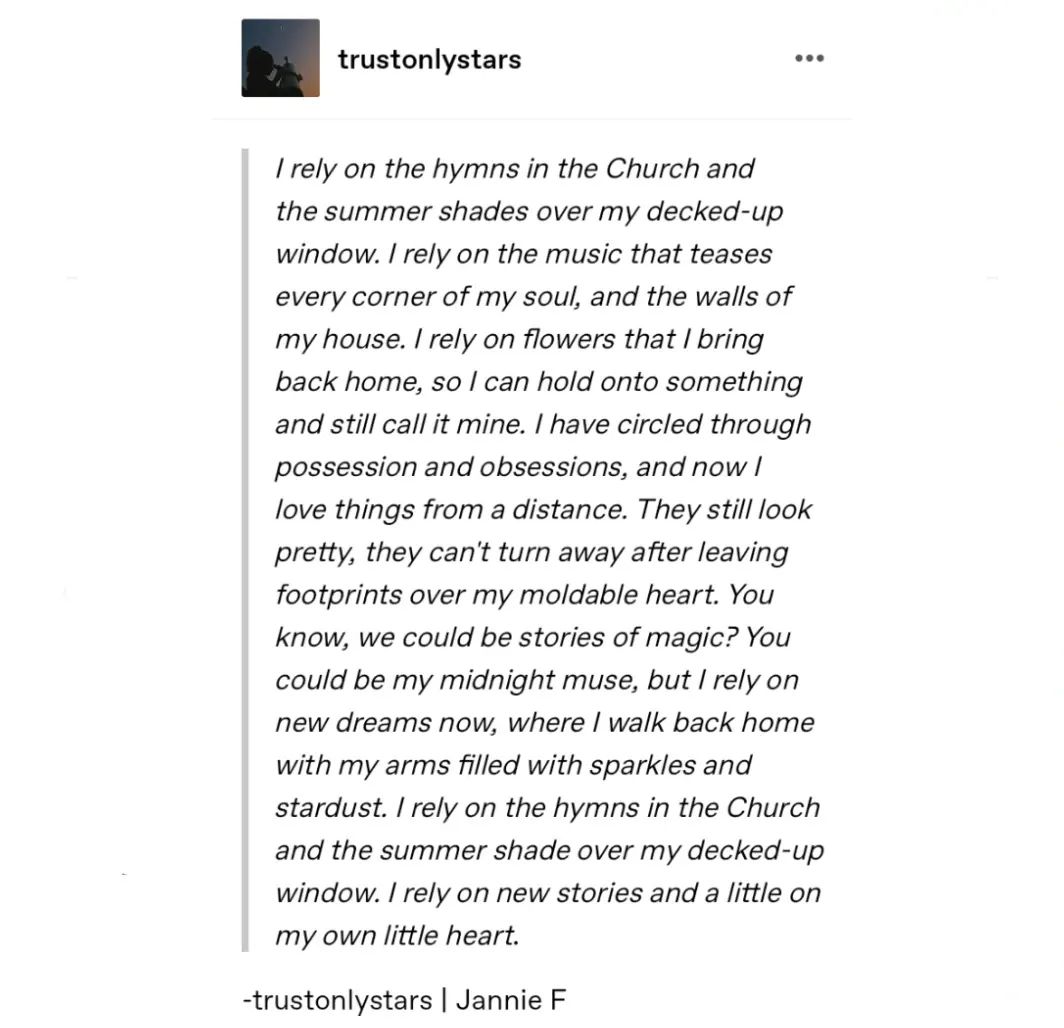 trustonlystars
I rely on the hymns in the Church and
the summer shades over my decked-up
window. I rely on the music that teases
every corner of my soul, and the walls of
my house. I rely on flowers that I bring
back home, so I can hold onto something
and still call it mine. I have circled through
possession and obsessions, and now I
love things from a distance. They still look
pretty, they can't turn away after leaving
footprints over my moldable heart. You
know, we could be stories of magic? You
could be my midnight muse, but I rely on
new dreams now, where I walk back home
with my arms filled with sparkles and
stardust. I rely on the hymns in the Church
and the summer shade over my decked-up
window. I rely on new stories and a little on
my own little heart.
-trustonlystars | Jannie F